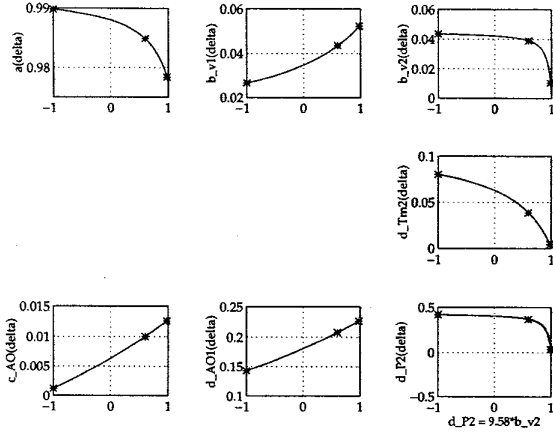 0.99
0.98
a(delta)
−1 0 1
0.06
0.04
0.02
b_v1(delta)
−1 0 1
0.06
0.04
0.02
0
b_v2(delta)
−1 0 1
0.1
0.05
0
d_Tm2(delta)
−1 0 1
0.015
0.01
0.005
0
c_AO(delta)
−1 0 1
0.25
0.2
0.15
0.1
d_AO1(delta)
−1 0 1
0.5
0
−0.5
d_P2(delta)
−1 0 1
d_P2 = 9.58*b_v2